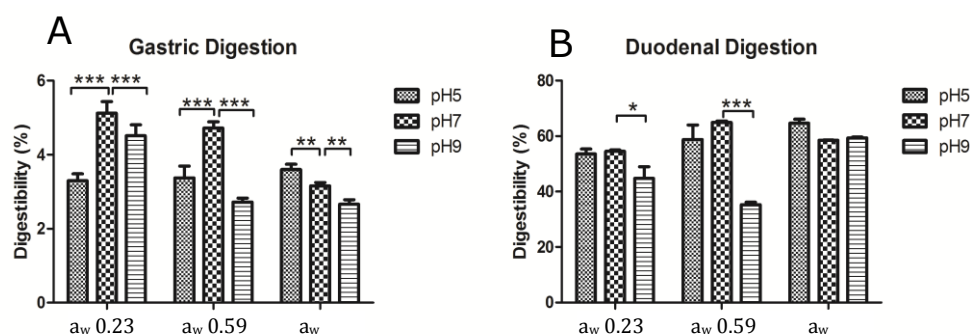 A
Gastric Digestion
Digestibility (%)
6
4
2
0
*** ***
*** ***
** **
pH5
pH7
pH9
aw 0.23 aw 0.59 aw
B
Duodenal Digestion
Digestibility (%)
80
60
40
20
0
*
***
pH5
pH7
pH9
aw 0.23 aw 0.59 aw